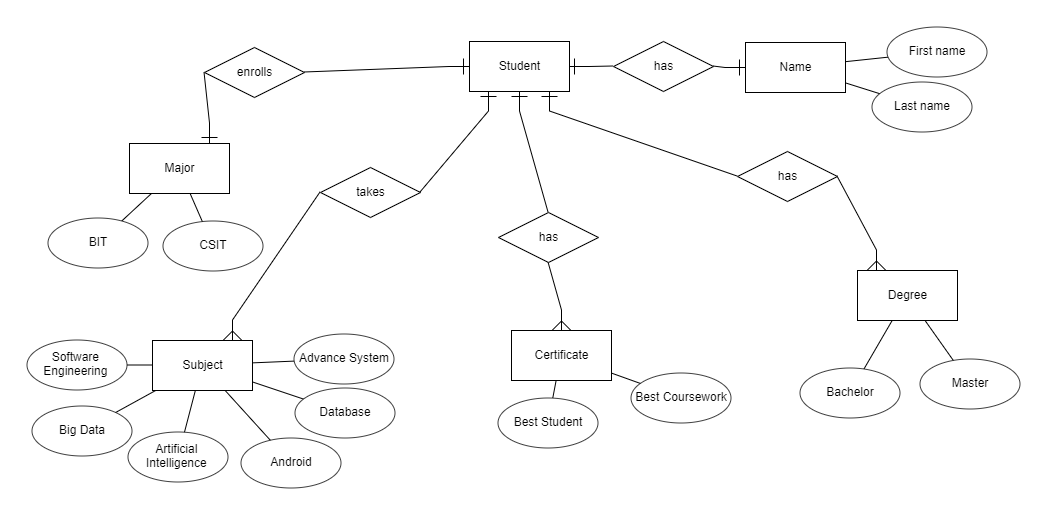 First name
Student
has
Name
enrolls
Last name
Major
has
takes
BIT
CSIT
has
Degree
Software
Engineering
Subject
Advance System
Certificate
Bachelor
Master
Best Coursework
Database
Big Data
Best Student
Artificial
Intelligence
Android